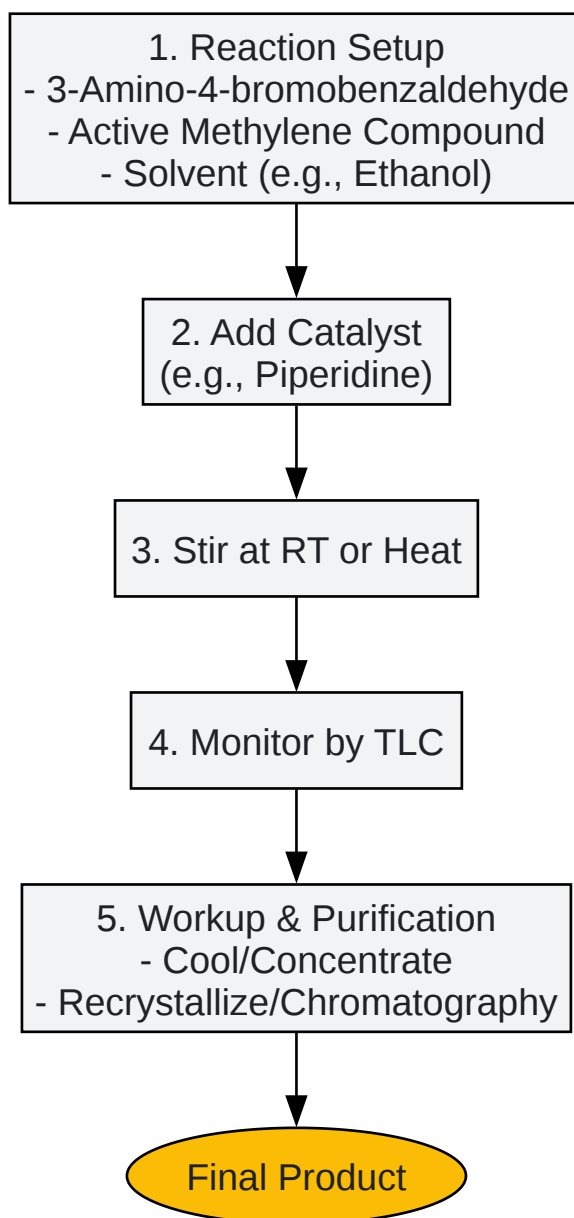 1. Reaction Setup
- 3-Amino-4-bromobenzaldehyde
- Active Methylene Compound
- Solvent (e.g., Ethanol)
2. Add Catalyst
(e.g., Piperidine)
3. Stir at RT or Heat
4. Monitor by TLC
5. Workup & Purification
- Cool/Concentrate
- Recrystallize/Chromatography
Final Product